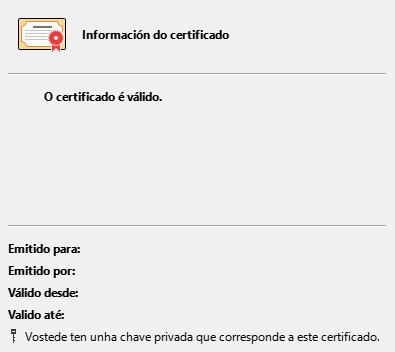 Información do certificado
O certificado é válido.
Emitido para:
Emitido por:
Válido desde:
Valido até:
Vostede ten unha chave privada que corresponde a este certificado.